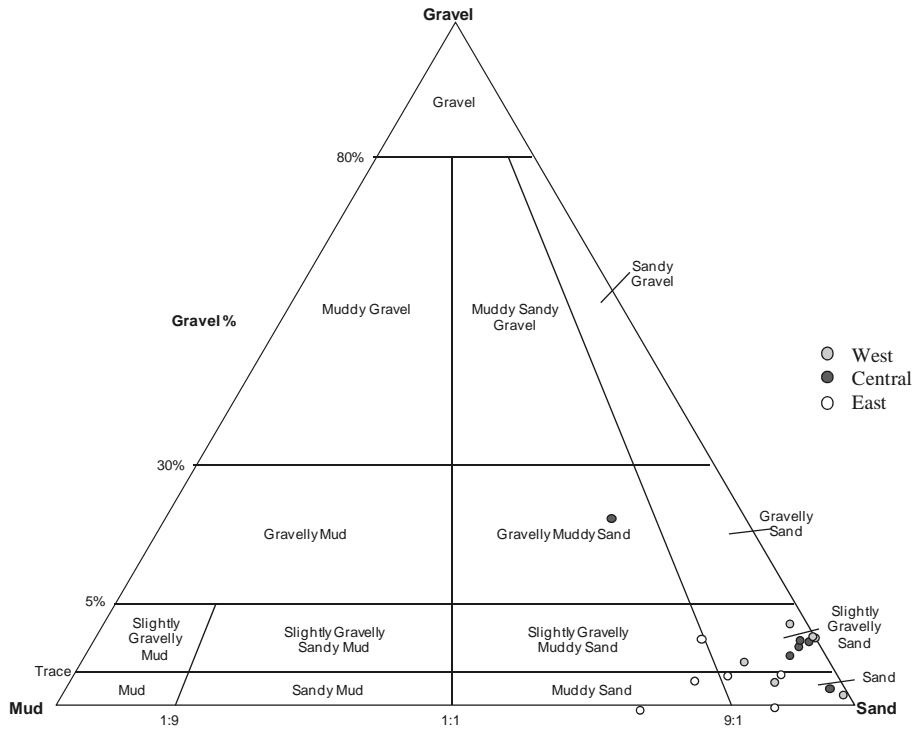 Gravel
Gravel
80%
Sandy
Gravel
Muddy Gravel
Muddy Sandy
Gravel
Gravel %
West
Central
East
30%
Gravelly Mud
Gravelly Muddy Sand
Gravelly
Sand
5%
Slightly
Gravelly
Mud
Slightly Gravelly
Sandy Mud
Slightly Gravelly
Muddy Sand
Slightly
Gravelly
Sand
Trace
Mud
Sandy Mud
Muddy Sand
Sand
Mud
Sand
1:9
1:1
9:1